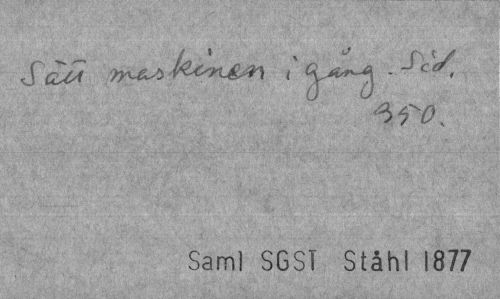 Sätt maskinen i gång. Sid.
350.
Saml SGST Ståhl 1877